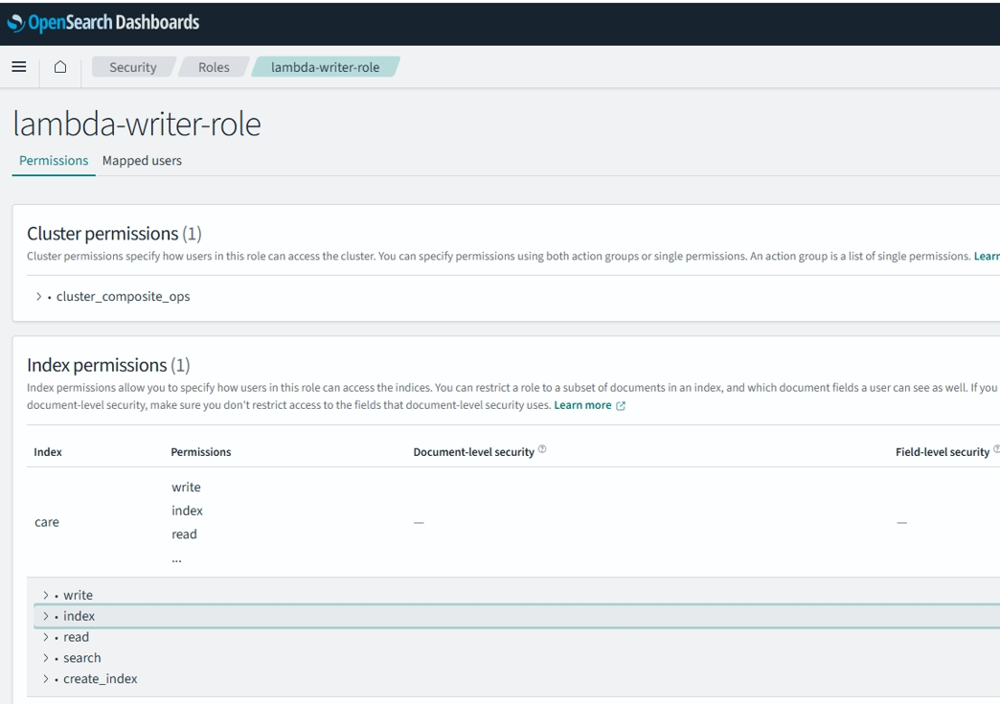 OpenSearch Dashboards
Security Roles lambda-writer-role
lambda-writer-role
Permissions Mapped users
Cluster permissions (1)
Cluster permissions specify how users in this role can access the cluster. You can specify permissions using both action groups or single permissions. An action group is a list of single permissions. Learn
• cluster_composite_ops
Index permissions (1)
Index permissions allow you to specify how users in this role can access the indices. You can restrict a role to a subset of documents in an index, and which document fields a user can see as well. If you
document-level security, make sure you don't restrict access to the fields that document-level security uses. Learn more
Index Permissions Document-level security Field-level security
write
index
care — —
read
...
• write
• index
• read
• search
• create_index